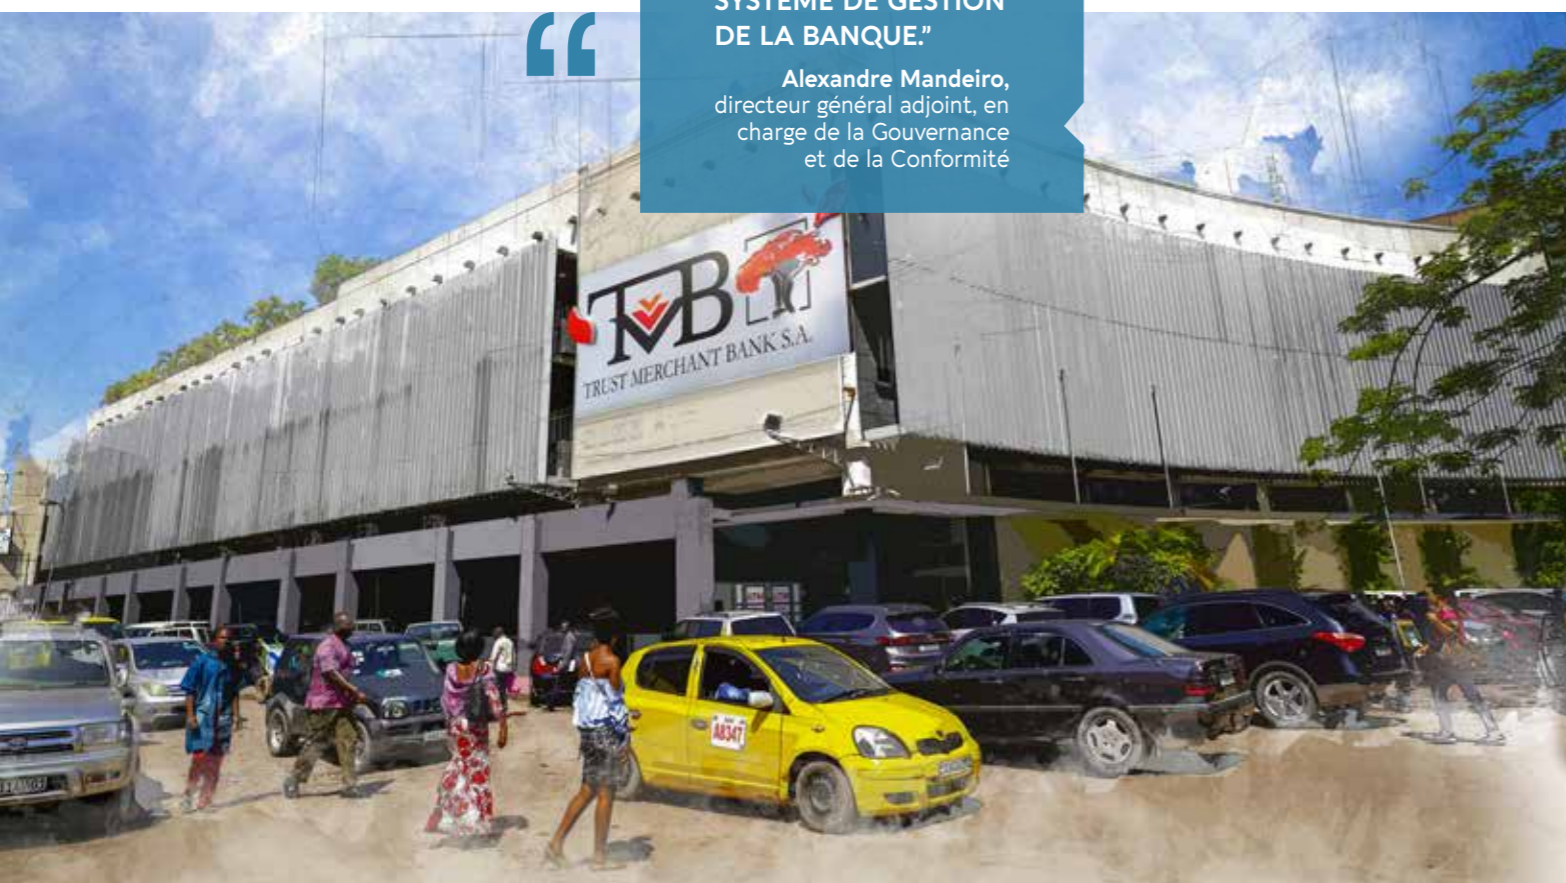 SYSTÈME DE GESTION
DE LA BANQUE.”
Alexandre Mandeiro,
directeur général adjoint, en
charge de la Gouvernance
et de la Conformité
TMB
TRUST MERCHANT BANK S.A.
A8347